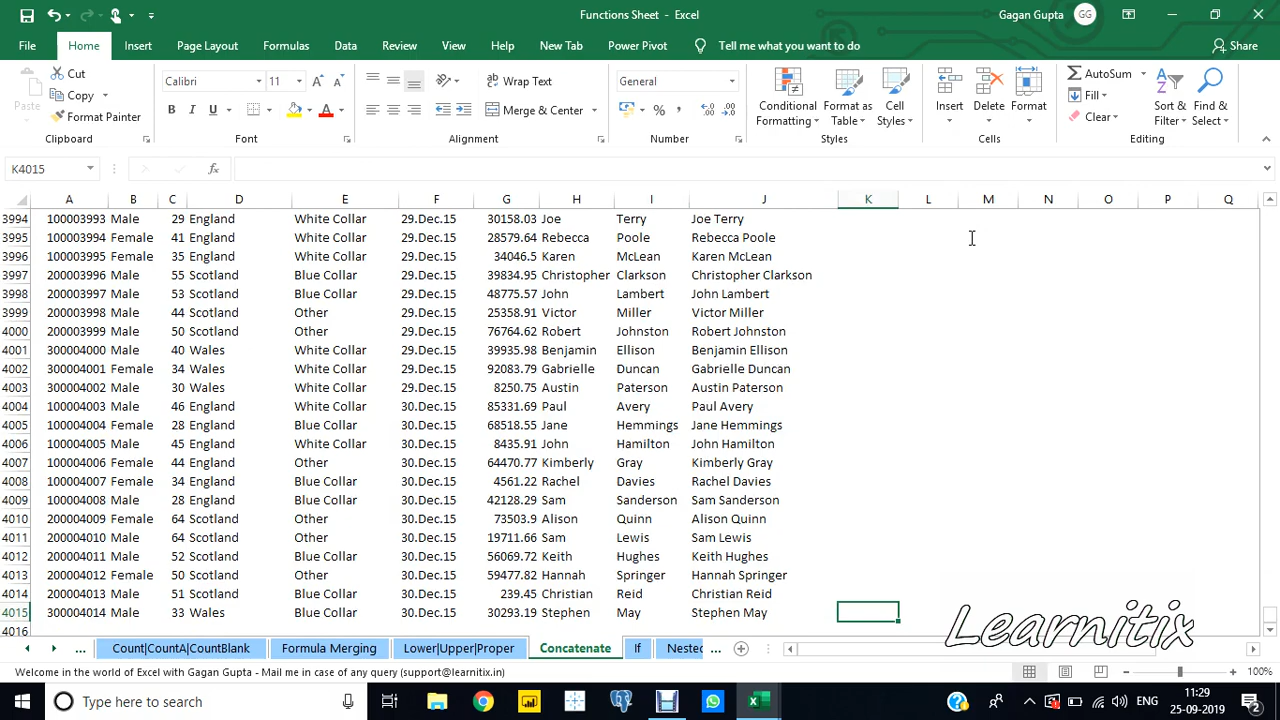 Functions Sheet - Excel
Gagan Gupta GG
File Home Insert Page Layout Formulas Data Review View Help New Tab Power Pivot Tell me what you want to do Share
Paste Cut Copy Format Painter Clipboard
Calibri 11 B I U A Font
Wrap Text Merge & Center Alignment
General % , Number
Conditional Formatting Format as Table Cell Styles Styles
Insert Delete Format Cells
AutoSum Fill Clear Sort & Filter Find & Select Editing
K4015 fx
A B C D E F G H I J K L M N O P Q
3994 100003993 Male 29 England White Collar 29.Dec.15 30158.03 Joe Terry Joe Terry
3995 100003994 Female 41 England White Collar 29.Dec.15 28579.64 Rebecca Poole Rebecca Poole
3996 100003995 Female 35 England White Collar 29.Dec.15 34046.5 Karen McLean Karen McLean
3997 200003996 Male 55 Scotland Blue Collar 29.Dec.15 39834.95 Christopher Clarkson Christopher Clarkson
3998 200003997 Male 53 Scotland Blue Collar 29.Dec.15 48775.57 John Lambert John Lambert
3999 200003998 Male 44 Scotland Other 29.Dec.15 25358.91 Victor Miller Victor Miller
4000 200003999 Male 50 Scotland Other 29.Dec.15 76764.62 Robert Johnston Robert Johnston
4001 300004000 Male 40 Wales White Collar 29.Dec.15 39935.98 Benjamin Ellison Benjamin Ellison
4002 300004001 Female 34 Wales White Collar 29.Dec.15 92083.79 Gabrielle Duncan Gabrielle Duncan
4003 300004002 Male 30 Wales White Collar 29.Dec.15 8250.75 Austin Paterson Austin Paterson
4004 100004003 Male 46 England White Collar 30.Dec.15 85331.69 Paul Avery Paul Avery
4005 100004004 Female 28 England Blue Collar 30.Dec.15 68518.55 Jane Hemmings Jane Hemmings
4006 100004005 Male 45 England White Collar 30.Dec.15 8435.91 John Hamilton John Hamilton
4007 100004006 Female 44 England Other 30.Dec.15 64470.77 Kimberly Gray Kimberly Gray
4008 100004007 Female 34 England Blue Collar 30.Dec.15 4561.22 Rachel Davies Rachel Davies
4009 100004008 Male 28 England Blue Collar 30.Dec.15 42128.29 Sam Sanderson Sam Sanderson
4010 200004009 Female 64 Scotland Other 30.Dec.15 73503.9 Alison Quinn Alison Quinn
4011 200004010 Male 64 Scotland Other 30.Dec.15 19711.66 Sam Lewis Sam Lewis
4012 200004011 Male 52 Scotland Blue Collar 30.Dec.15 56069.72 Keith Hughes Keith Hughes
4013 200004012 Female 50 Scotland Other 30.Dec.15 59477.82 Hannah Springer Hannah Springer
4014 200004013 Male 51 Scotland Blue Collar 30.Dec.15 239.45 Christian Reid Christian Reid
4015 300004014 Male 33 Wales Blue Collar 30.Dec.15 30293.19 Stephen May Stephen May
4016
Learnitix
... Count|CountA|CountBlank Formula Merging Lower|Upper|Proper Concatenate If Nested ...
Welcome in the world of Excel with Gagan Gupta - Mail me in case of query (support@learnitix.in) 100%
Type here to search ENG 11:29
25-09-2019 2